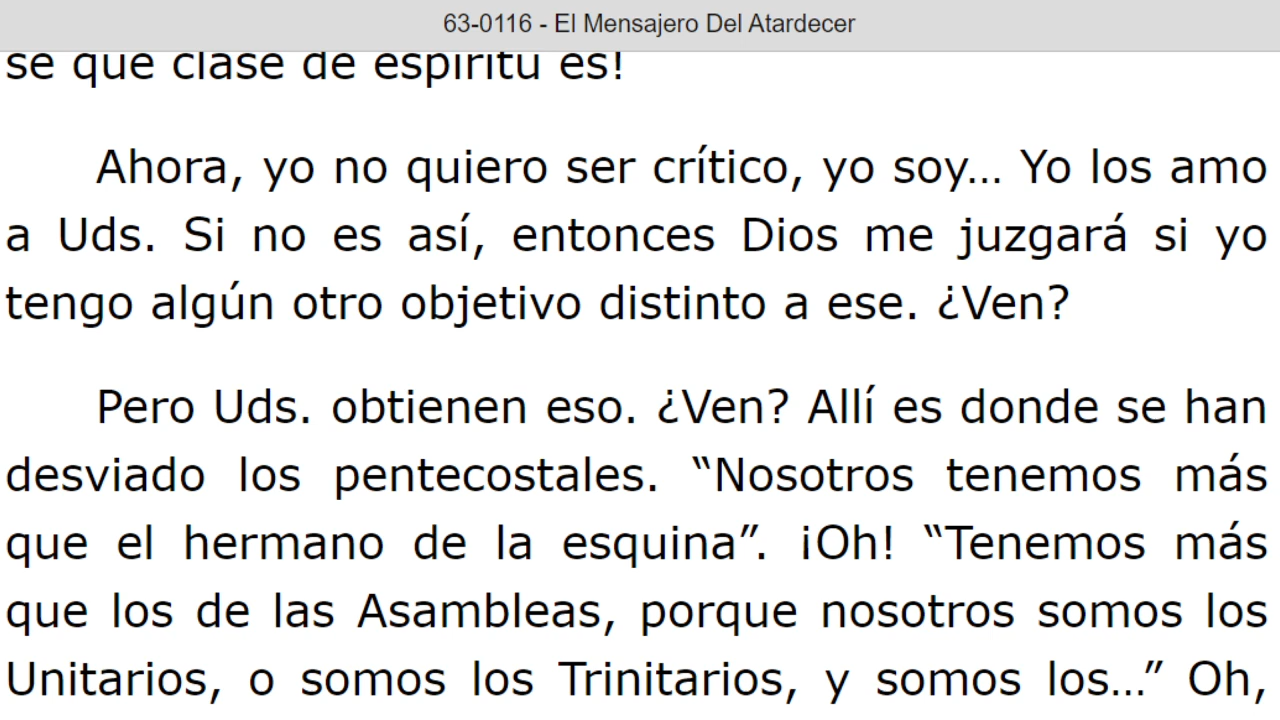 63-0116 - El Mensajero Del Atardecer
sé qué clase de espíritu es!
Ahora, yo no quiero ser crítico, yo soy... Yo los amo
a Uds. Si no es así, entonces Dios me juzgará si yo
tengo algún otro objetivo distinto a ese. ¿Ven?
Pero Uds. obtienen eso. ¿Ven? Allí es donde se han
desviado los pentecostales. “Nosotros tenemos más
que el hermano de la esquina”. ¡Oh! “Tenemos más
que los de las Asambleas, porque nosotros somos los
Unitarios, o somos los Trinitarios, y somos los...” Oh,